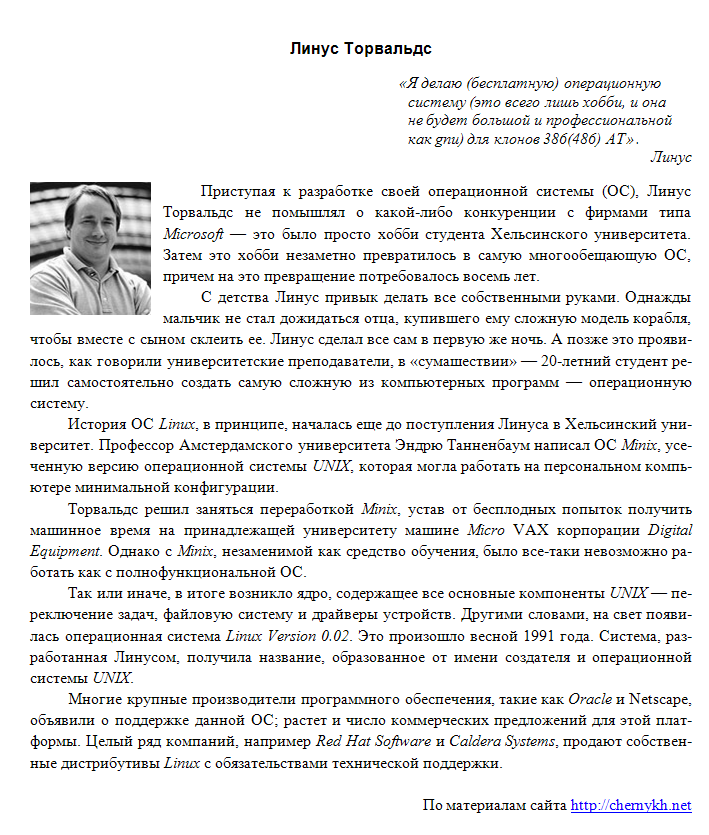 Линус Торвальдс
«Я делаю (бесплатную) операционную
систему (это всего лишь хобби, и она
не будет большой и профессиональной
как gnu) для клонов 386(486) AT».
Линус
Приступая к разработке своей операционной системы (ОС), Линус
Торвальдс не помышлял о какой-либо конкуренции с фирмами типа
Microsoft — это было просто хобби студента Хельсинского университета.
Затем это хобби незаметно превратилось в самую многообещающую ОС,
причем на это превращение потребовалось восемь лет.
С детства Линус привык делать все собственными руками. Однажды
мальчик не стал дожидаться отца, купившего ему сложную модель корабля,
чтобы вместе с сыном склеить ее. Линус сделал все сам в первую же ночь. А позже это прояви-
лось, как говорили университетские преподаватели, в «сумашествии» — 20-летний студент ре-
шил самостоятельно создать самую сложную из компьютерных программ — операционную
систему.
История ОС Linux, в принципе, началась еще до поступления Линуса в Хельсинский уни-
верситет. Профессор Амстердамского университета Эндрю Танненбаум написал ОС Minix, усе-
ченную версию операционной системы UNIX, которая могла работать на персональном компь-
ютере минимальной конфигурации.
Торвальдс решил заняться переработкой Minix, устав от бесплодных попыток получить
машинное время на принадлежащей университету машине Micro VAX корпорации Digital
Equipment. Однако с Minix, незаменимой как средство обучения, было все-таки невозможно ра-
ботать как с полнофункциональной ОС.
Так или иначе, в итоге возникло ядро, содержащее все основные компоненты UNIX — пе-
реключение задач, файловую систему и драйверы устройств. Другими словами, на свет появи-
лась операционная система Linux Version 0.02. Это произошло весной 1991 года. Система, раз-
работанная Линусом, получила название, образованное от имени создателя и операционной
системы UNIX.
Многие крупные производители программного обеспечения, такие как Oracle и Netscape,
объявили о поддержке данной ОС; растет и число коммерческих предложений для этой плат-
формы. Целый ряд компаний, например Red Hat Software и Caldera Systems, продают собствен-
ные дистрибутивы Linux с обязательствами технической поддержки.
По материалам сайта http://chernykh.net